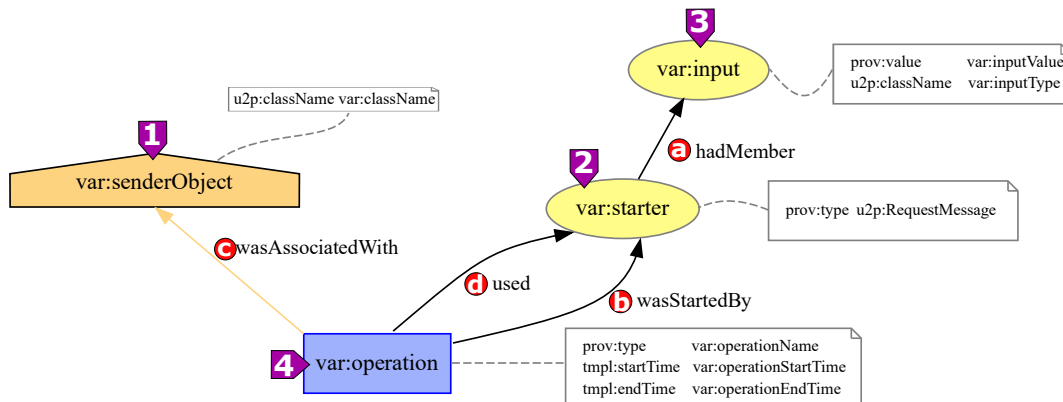 3
var:input
prov:value var:inputValue
u2p:className var:inputType
u2p:className var:className
1
var:senderObject
a hadMember
2
var:starter
prov:type u2p:RequestMessage
c wasAssociatedWith
d used
b wasStartedBy
4
var:operation
prov:type var:operationName
tmpl:startTime var:operationStartTime
tmpl:endTime var:operationEndTime